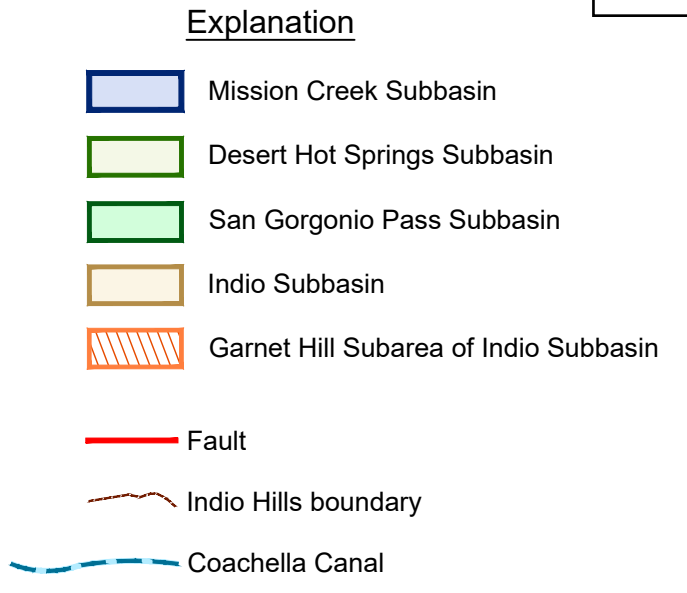 Explanation
Mission Creek Subbasin
Desert Hot Springs Subbasin
San Gorgonio Pass Subbasin
Indio Subbasin
Garnet Hill Subarea of Indio Subbasin
Fault
Indio Hills boundary
Coachella Canal